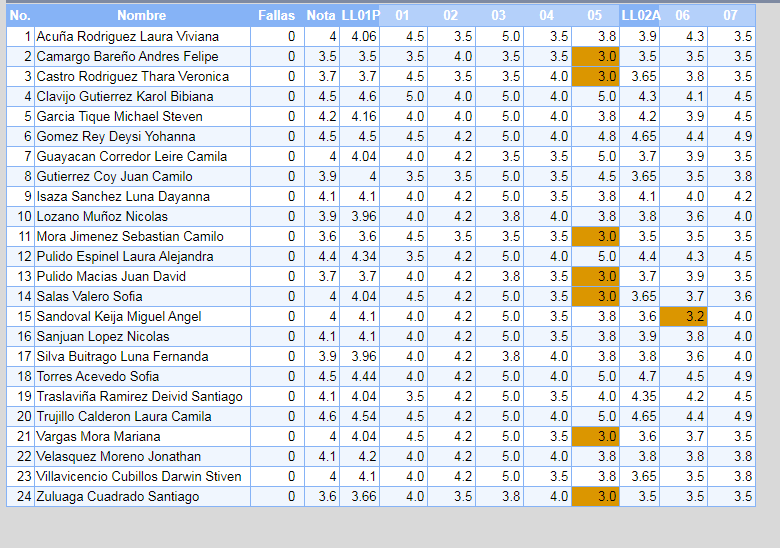 No. Nombre Fallas Nota LL01P 01 02 03 04 05 LL02A 06 07
1 Acuña Rodriguez Laura Viviana 0 4 4.06 4.5 3.5 5.0 3.5 3.8 3.9 4.3 3.5
2 Camargo Bareño Andres Felipe 0 3.5 3.5 3.5 4.0 3.5 3.5 3.0 3.5 3.5 3.5
3 Castro Rodriguez Thara Veronica 0 3.7 3.7 4.5 3.5 3.5 4.0 3.0 3.65 3.8 3.5
4 Clavijo Gutierrez Karol Bibiana 0 4.5 4.6 5.0 4.0 5.0 4.0 5.0 4.3 4.1 4.5
5 Garcia Tique Michael Steven 0 4.2 4.16 4.0 4.0 5.0 4.0 3.8 4.2 3.9 4.5
6 Gomez Rey Deysi Yohanna 0 4.5 4.5 4.5 4.2 5.0 4.0 4.8 4.65 4.4 4.9
7 Guayacan Corredor Leire Camila 0 4 4.04 4.0 4.2 3.5 3.5 5.0 3.7 3.9 3.5
8 Gutierrez Coy Juan Camilo 0 3.9 4 3.5 3.5 5.0 3.5 4.5 3.65 3.5 3.8
9 Isaza Sanchez Luna Dayanna 0 4.1 4.1 4.0 4.2 5.0 3.5 3.8 4.1 4.0 4.2
10 Lozano Muñoz Nicolas 0 3.9 3.96 4.0 4.2 3.8 4.0 3.8 3.8 3.6 4.0
11 Mora Jimenez Sebastian Camilo 0 3.6 3.6 4.5 3.5 3.5 3.5 3.0 3.5 3.5 3.5
12 Pulido Espinel Laura Alejandra 0 4.4 4.34 3.5 4.2 5.0 4.0 5.0 4.4 4.3 4.5
13 Pulido Macias Juan David 0 3.7 3.7 4.0 4.2 3.8 3.5 3.0 3.7 3.9 3.5
14 Salas Valero Sofia 0 4 4.04 4.5 4.2 5.0 3.5 3.0 3.65 3.7 3.6
15 Sandoval Keija Miguel Angel 0 4 4.1 4.0 4.2 5.0 3.5 3.8 3.6 3.2 4.0
16 Sanjuan Lopez Nicolas 0 4.1 4.1 4.0 4.2 5.0 3.5 3.8 3.9 3.8 4.0
17 Silva Buitrago Luna Fernanda 0 3.9 3.96 4.0 4.2 3.8 4.0 3.8 3.8 3.6 4.0
18 Torres Acevedo Sofia 0 4.5 4.44 4.0 4.2 5.0 4.0 5.0 4.7 4.5 4.9
19 Traslaviña Ramirez Deivid Santiago 0 4.1 4.04 3.5 4.2 5.0 3.5 4.0 4.35 4.2 4.5
20 Trujillo Calderon Laura Camila 0 4.6 4.54 4.5 4.2 5.0 4.0 5.0 4.65 4.4 4.9
21 Vargas Mora Mariana 0 4 4.04 4.5 4.2 5.0 3.5 3.0 3.6 3.7 3.5
22 Velasquez Moreno Jonathan 0 4.1 4.2 4.0 4.2 5.0 4.0 3.8 3.8 3.8 3.8
23 Villavicencio Cubillos Darwin Stiven 0 4 4.1 4.0 4.2 5.0 3.5 3.8 3.65 3.5 3.8
24 Zuluaga Cuadrado Santiago 0 3.6 3.66 4.0 3.5 3.8 4.0 3.0 3.5 3.5 3.5